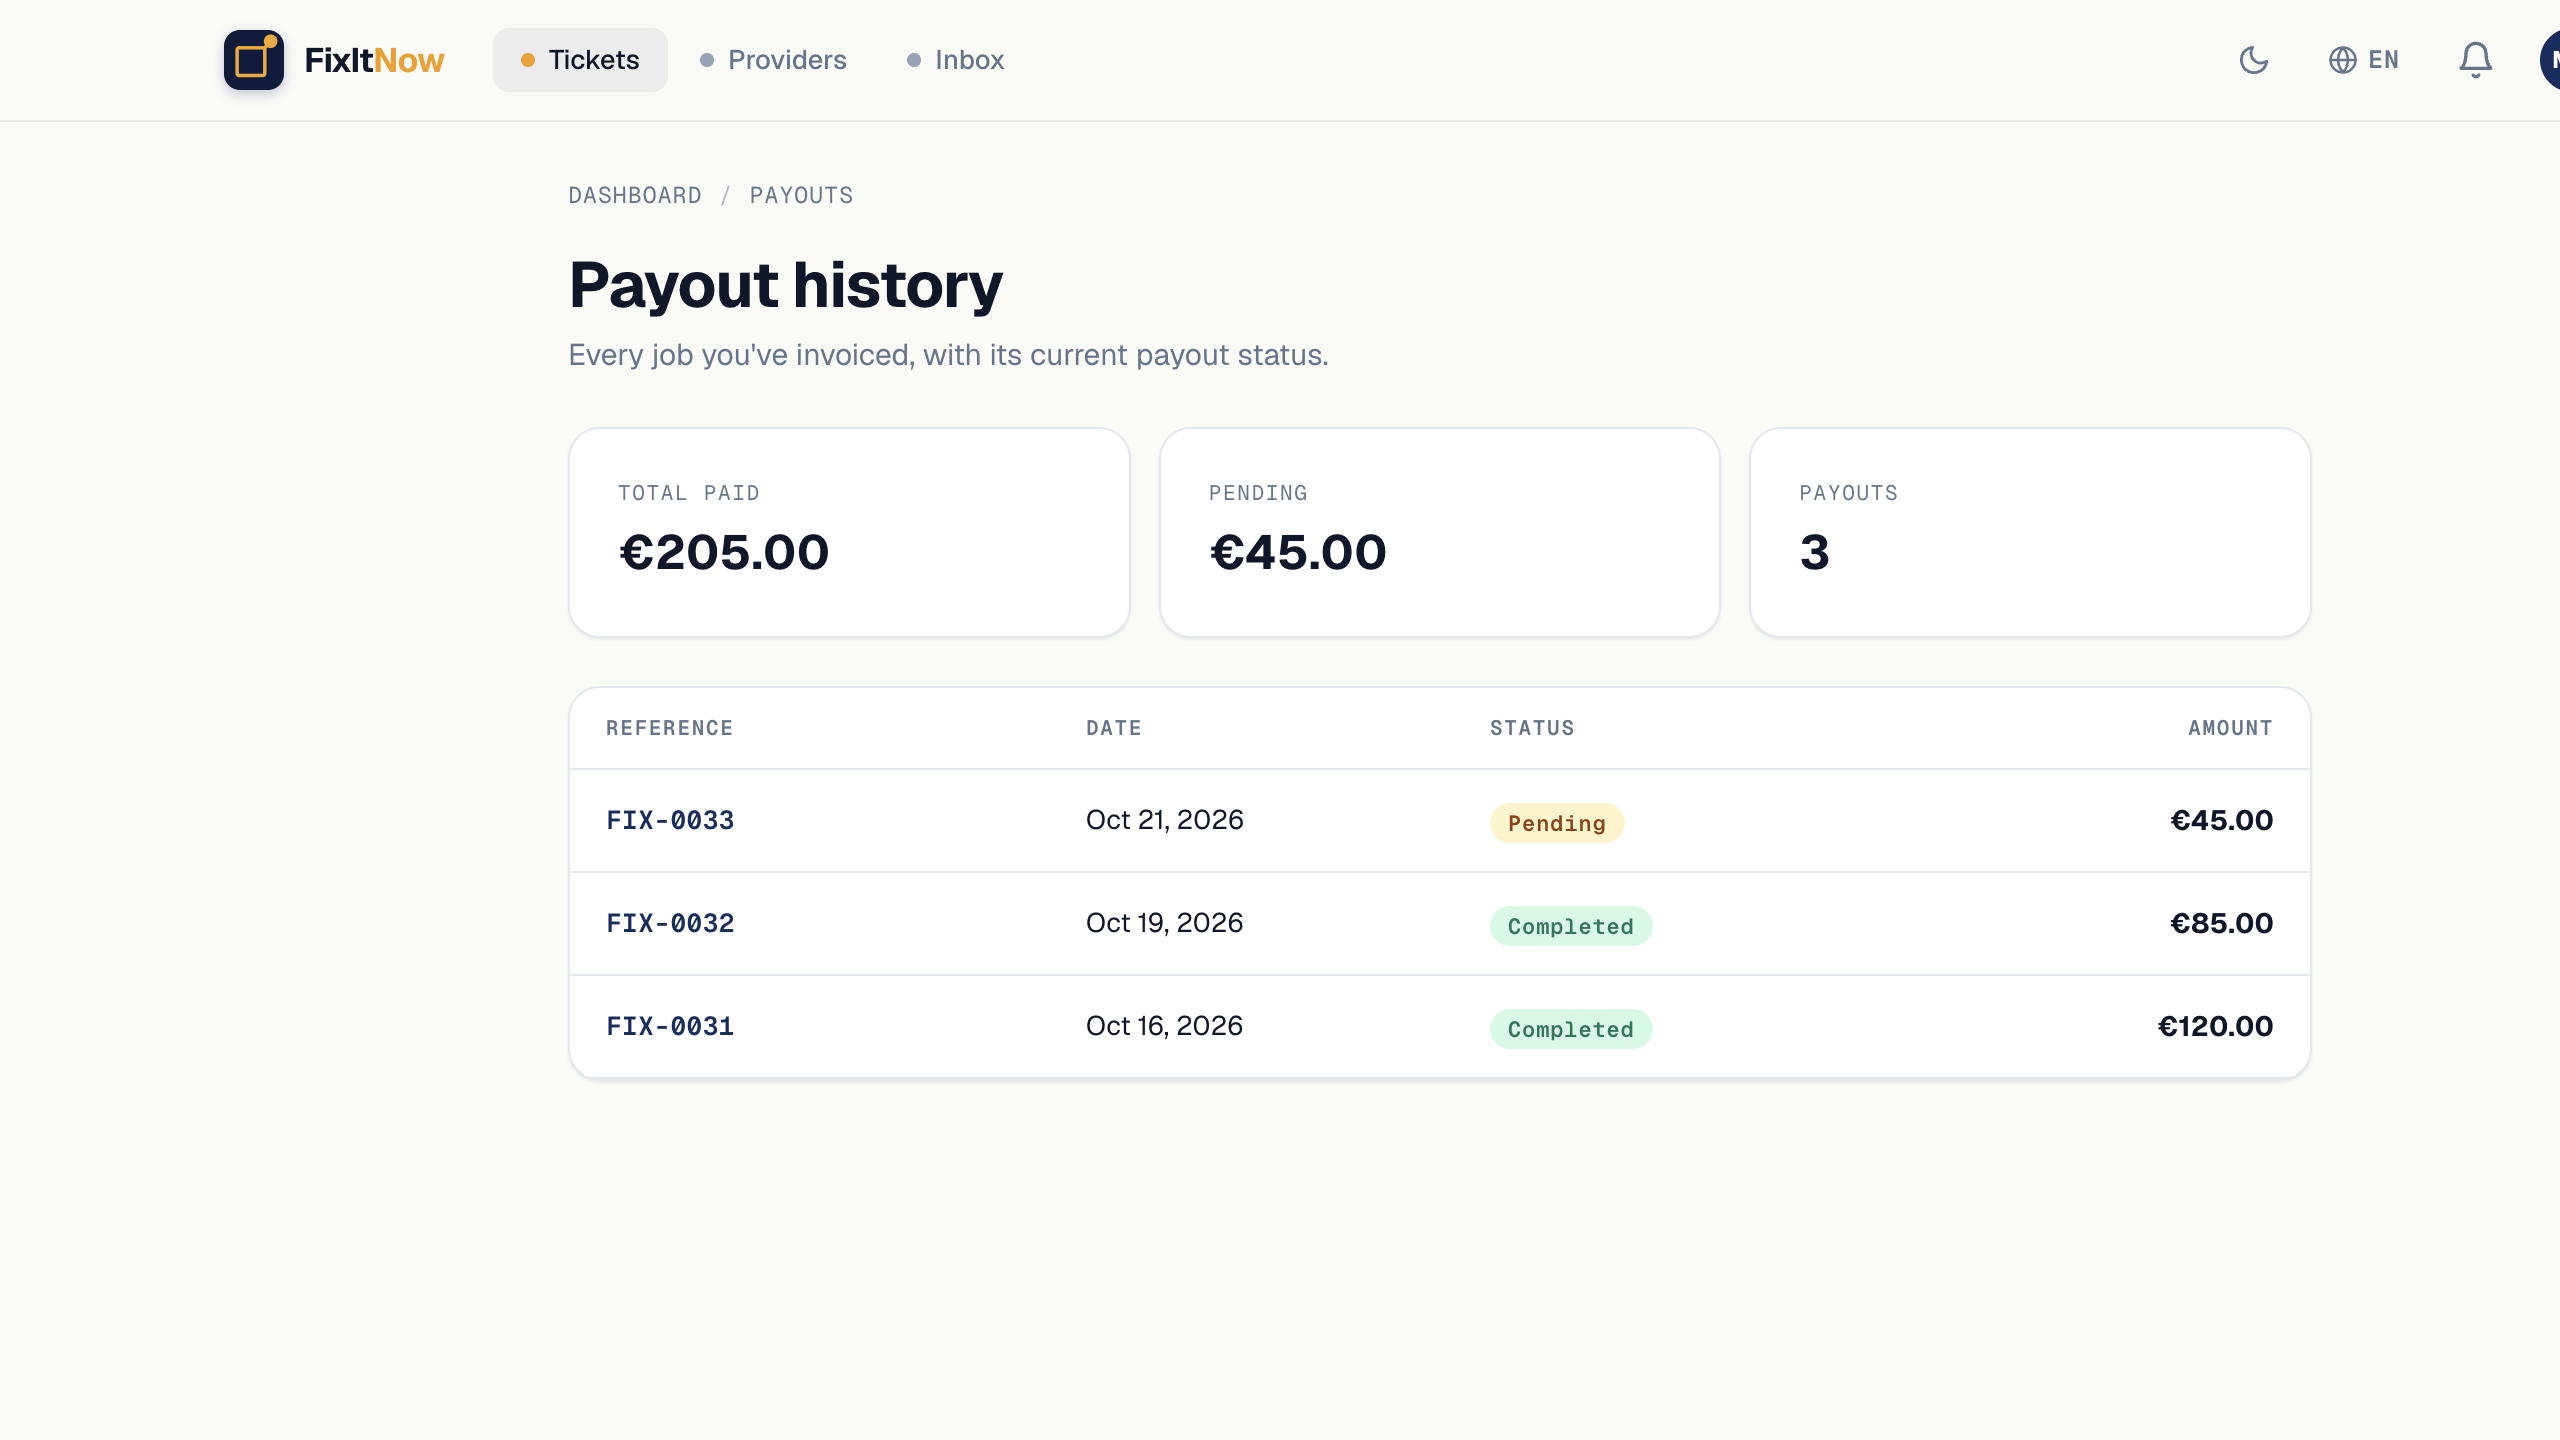 FixItNow Tickets Providers Inbox EN
DASHBOARD / PAYOUTS
Payout history
Every job you've invoiced, with its current payout status.
TOTAL PAID
€205.00
PENDING
€45.00
PAYOUTS
3
REFERENCE DATE STATUS AMOUNT
FIX-0033 Oct 21, 2026 Pending €45.00
FIX-0032 Oct 19, 2026 Completed €85.00
FIX-0031 Oct 16, 2026 Completed €120.00